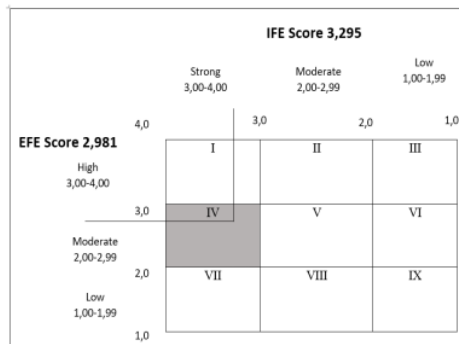 IFE Score 3,295
Strong
3,00-4,00
Moderate
2,00-2,99
Low
1,00-1,99
4,0
3,0
2,0
1,0
EFE Score 2,981
High
3,00-4,00
I
II
III
3,0
Moderate
2,00-2,99
IV
V
VI
2,0
Low
1,00-1,99
VII
VIII
IX
1,0